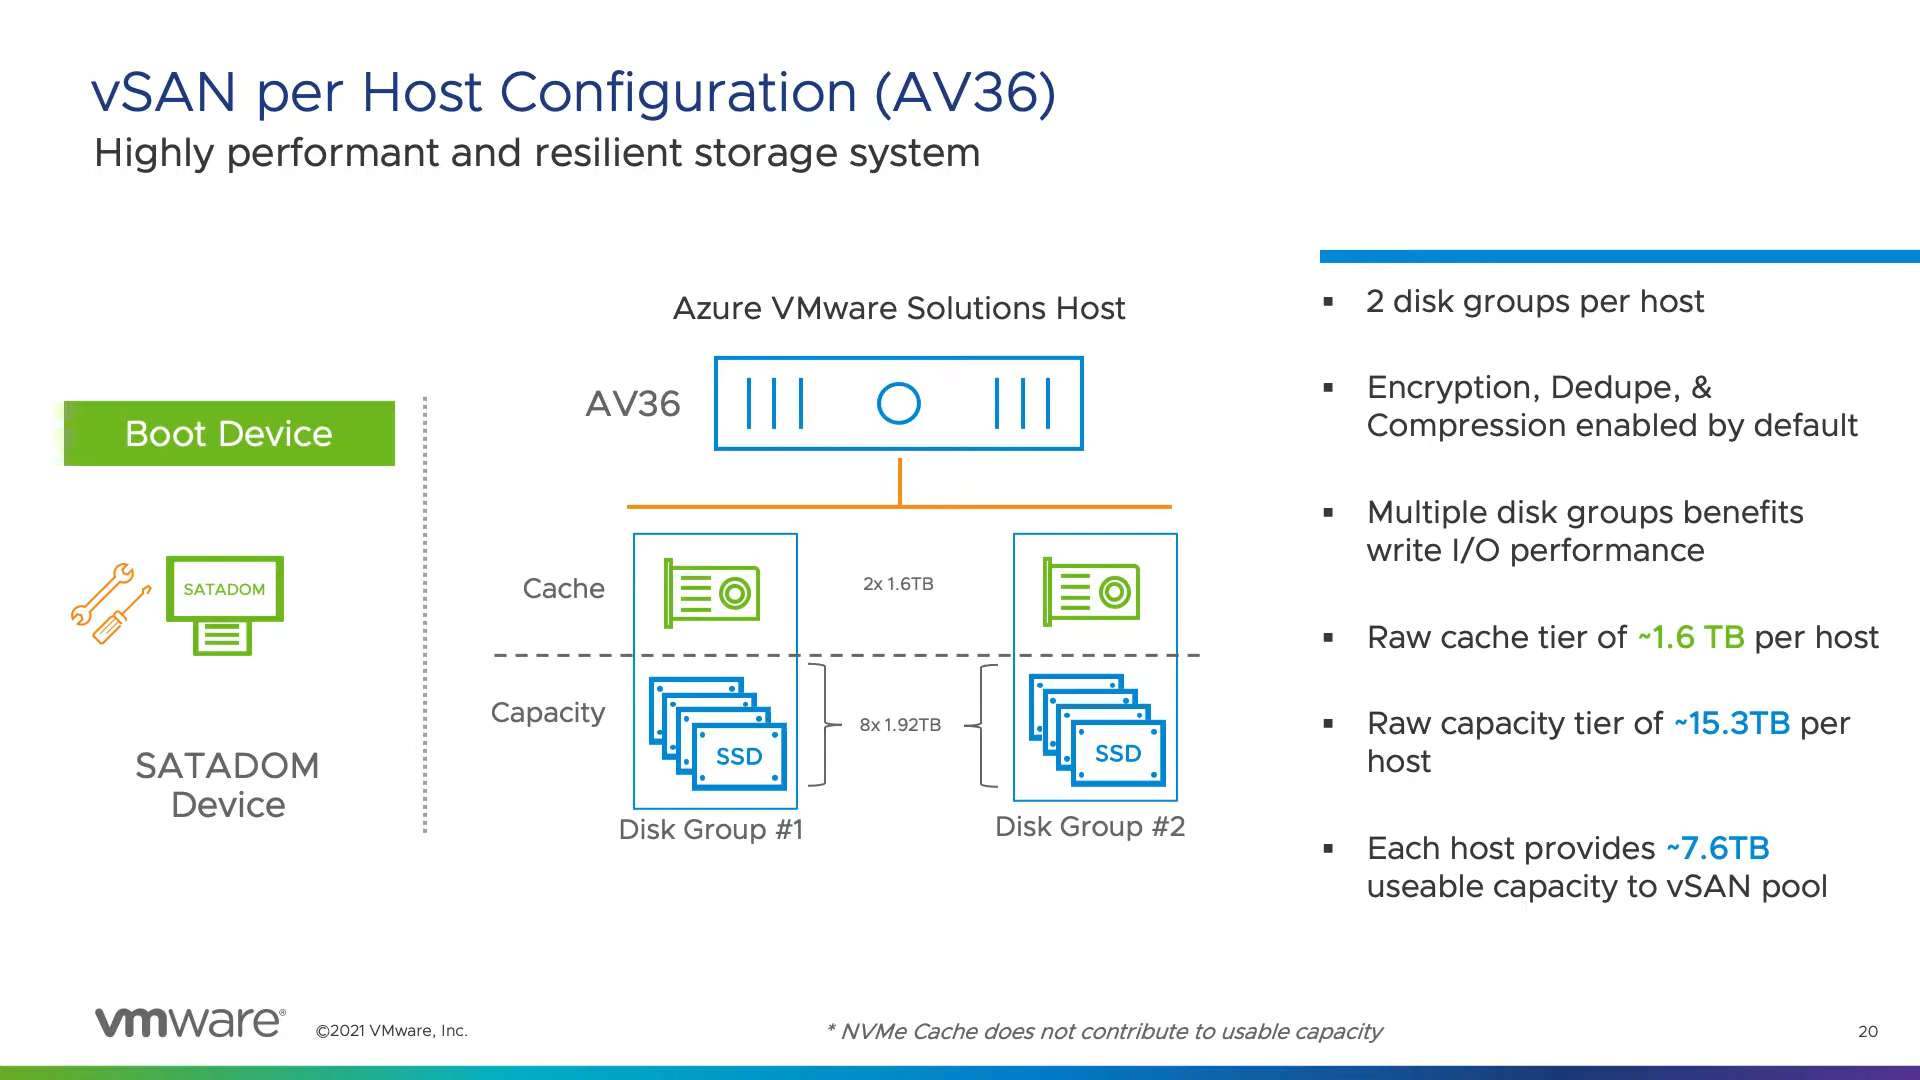 vSAN per Host Configuration (AV36)
Highly performant and resilient storage system
Boot Device
SATADOM
SATADOM
Device
Azure VMware Solutions Host
AV36
Cache
2x 1.6TB
Capacity
8x 1.92TB
SSD
SSD
Disk Group #1
Disk Group #2
▪ 2 disk groups per host
▪ Encryption, Dedupe, &
Compression enabled by default
▪ Multiple disk groups benefits
write I/O performance
▪ Raw cache tier of ~1.6 TB per host
▪ Raw capacity tier of ~15.3TB per
host
▪ Each host provides ~7.6TB
useable capacity to vSAN pool
vmware®
©2021 VMware, Inc.
* NVMe Cache does not contribute to usable capacity
20